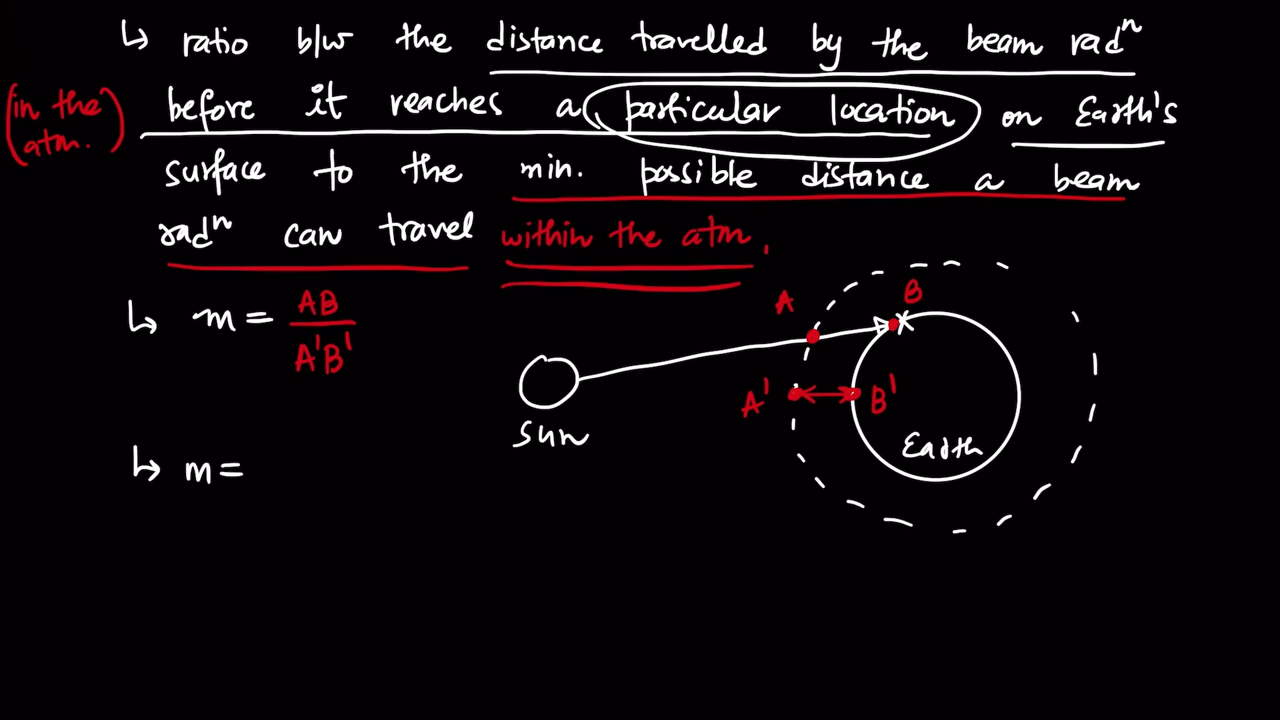 ↳ ratio b/w the distance travelled by the beam radⁿ
(in the atm.) before it reaches a particular location on Earth's
surface to the min. possible distance a beam
radⁿ can travel within the atm.
↳ m = AB
A'B'
A
B
A'
B'
Sun
Earth
↳ m =